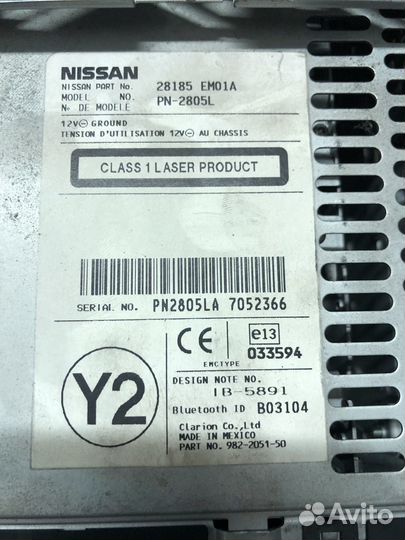 NISSAN
NISSAN PART No. 28185 EM01A
MODEL NO. PN-2805L
No DE MODELE
12V⊖ GROUND
TENSION D'UTILISATION 12V⊖ AU CHASSIS
CLASS 1 LASER PRODUCT
SERIAL NO. PN2805LA 7052366
CE
e13
033594
EMCTYPE
Y2
DESIGN NOTE NO.
IB-5891
Bluetooth ID B03104
Clarion Co.,Ltd
MADE IN MEXICO
PART NO. 982-2051-50
Avito